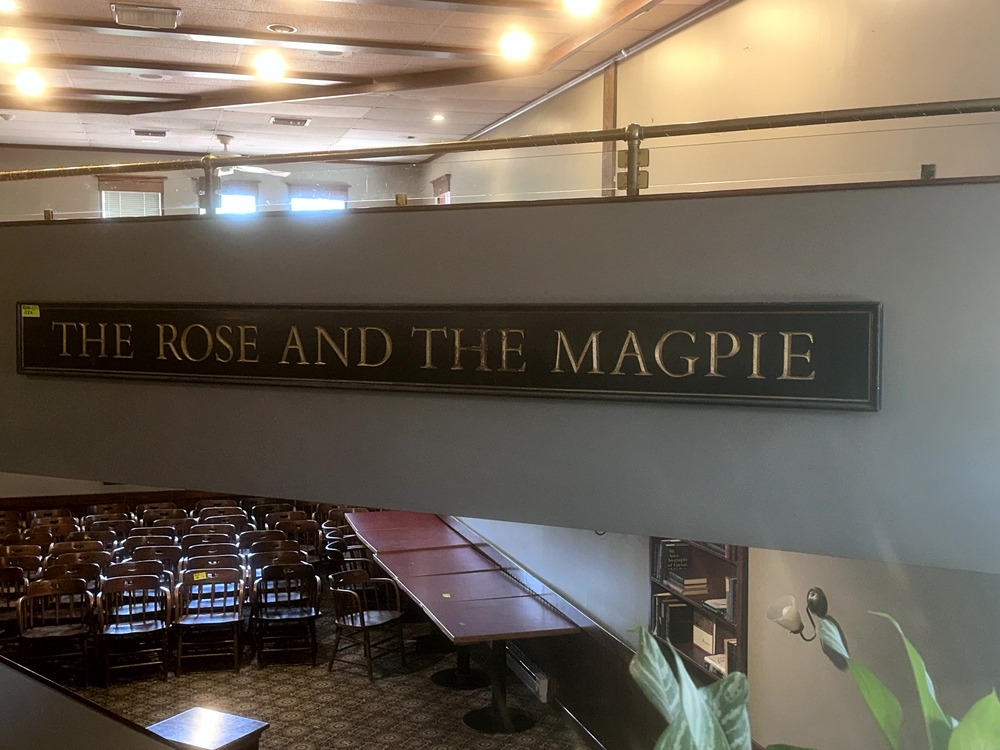 THE ROSE AND THE MAGPIE